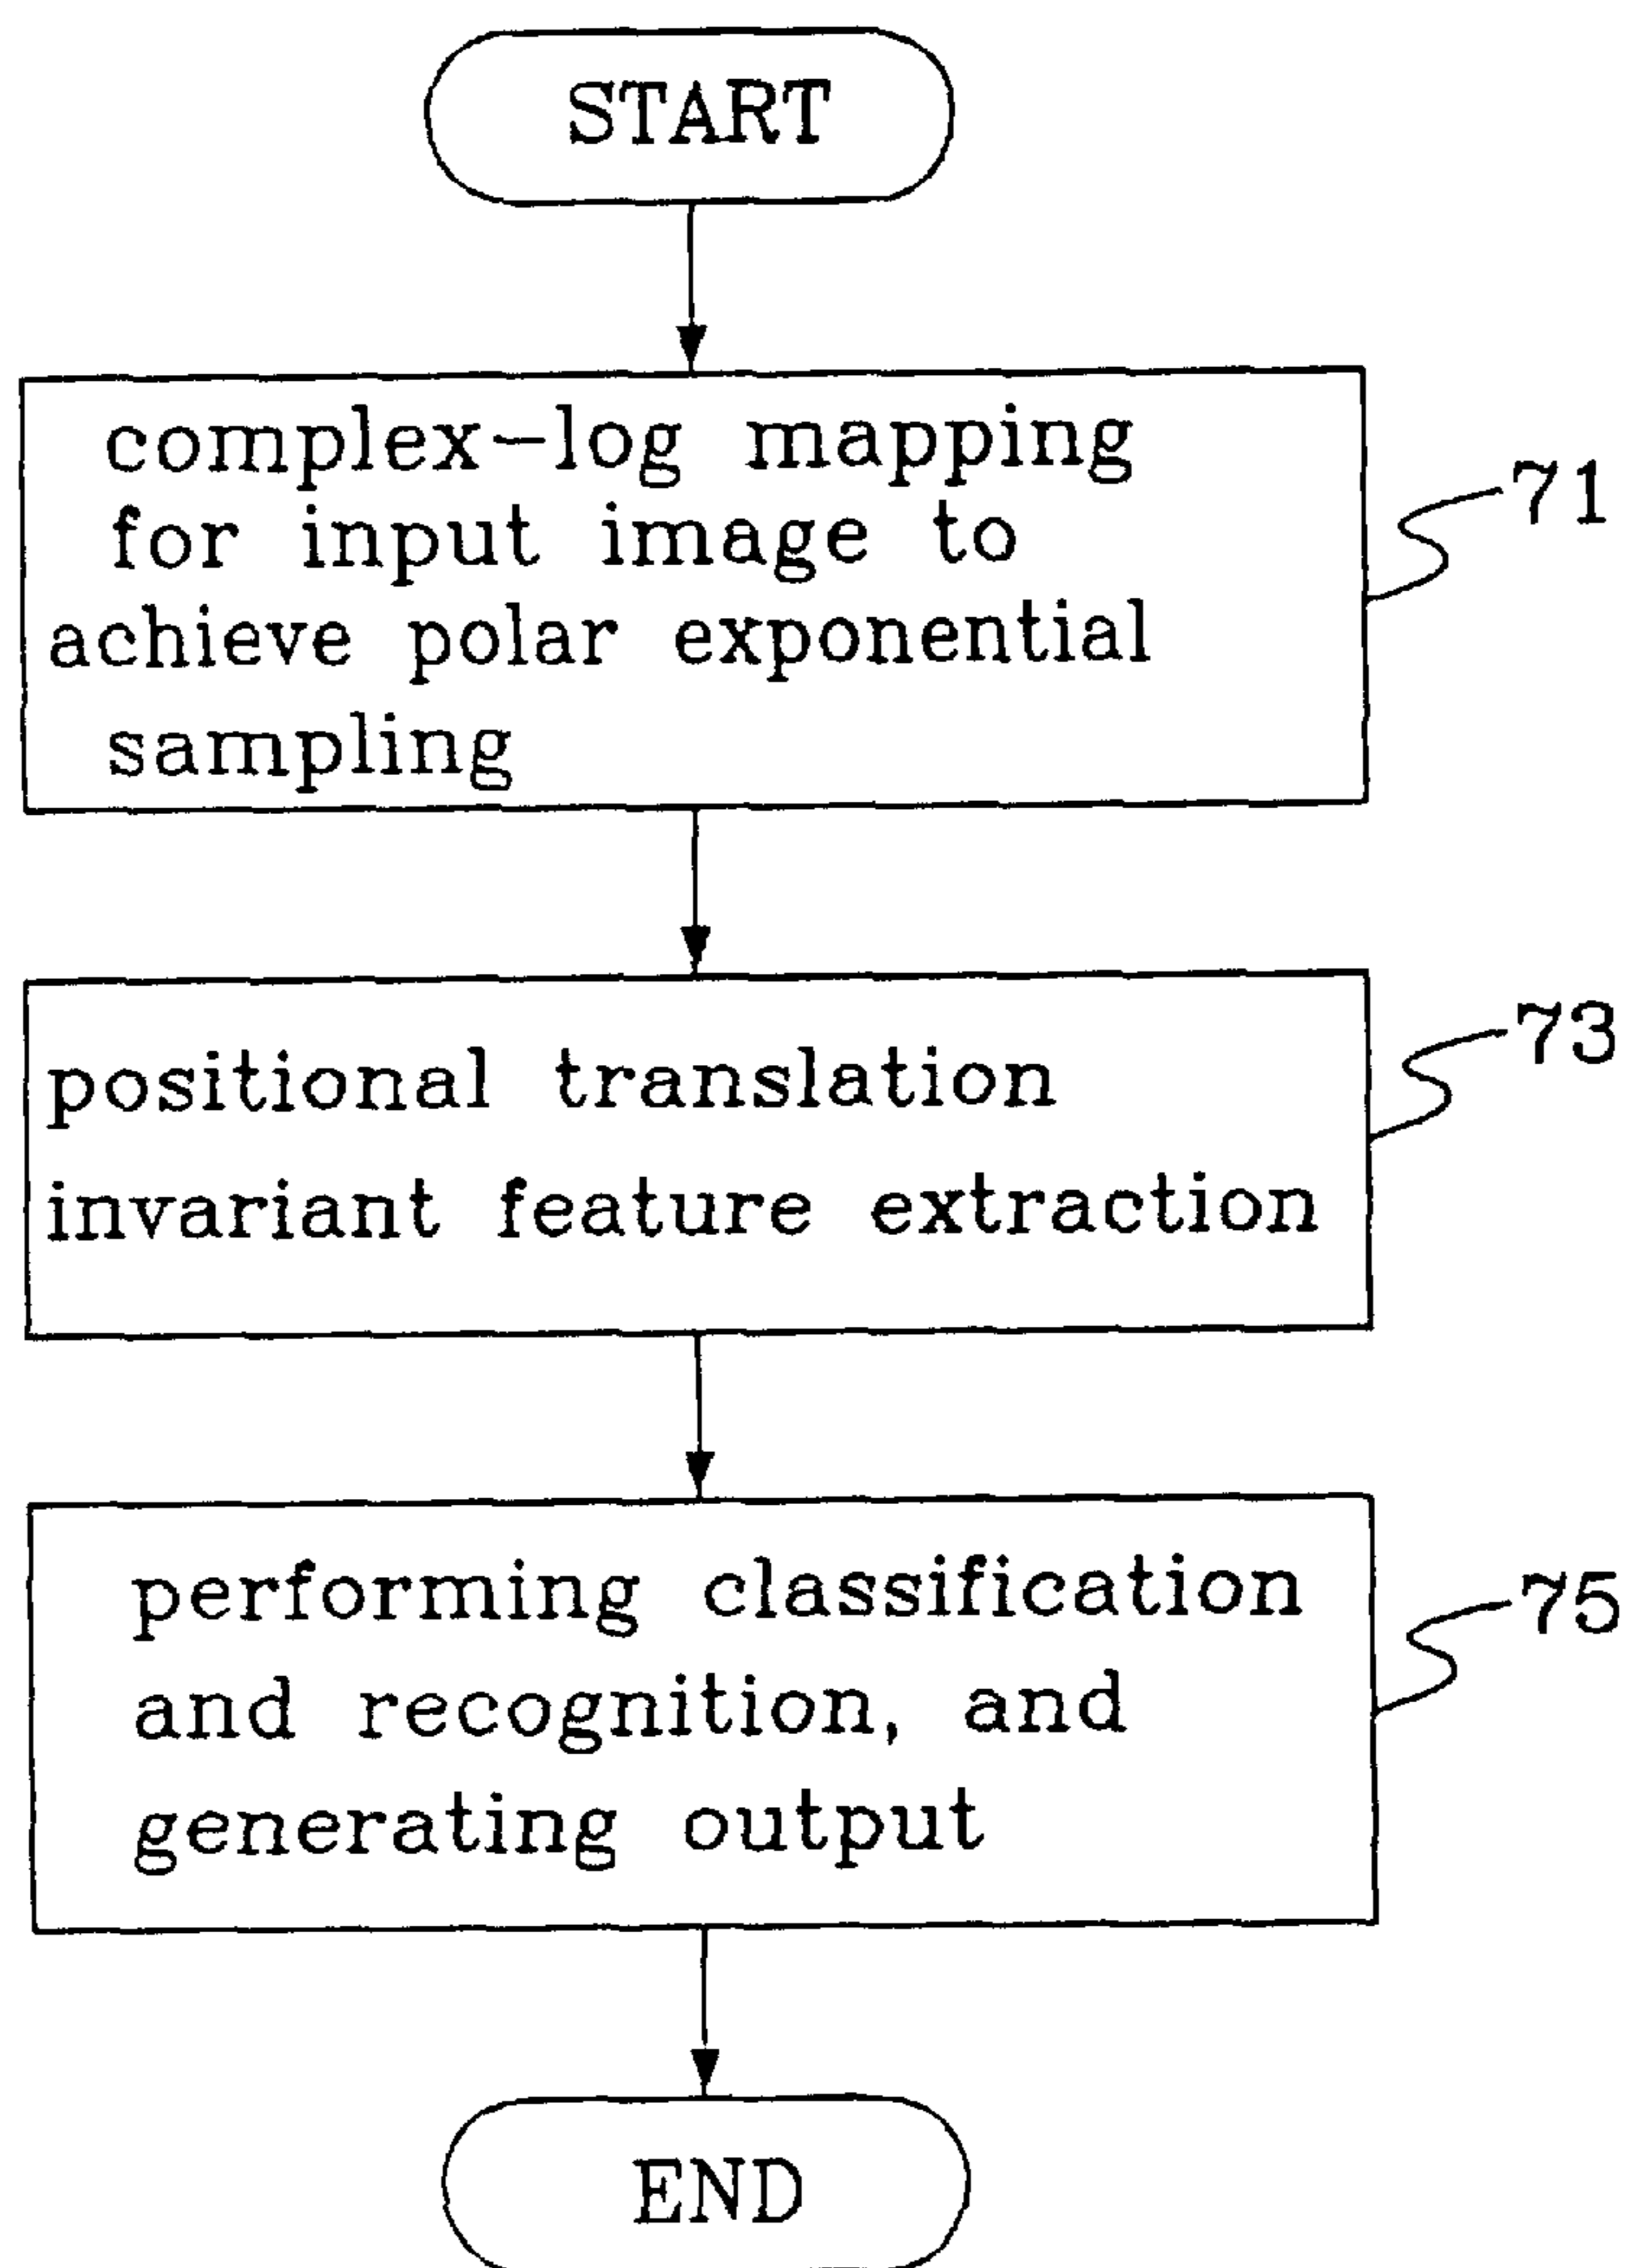 START
complex-log mapping
for input image to
achieve polar exponential
sampling
71
positional translation
invariant feature extraction
73
performing classification
and recognition, and
generating output
75
END